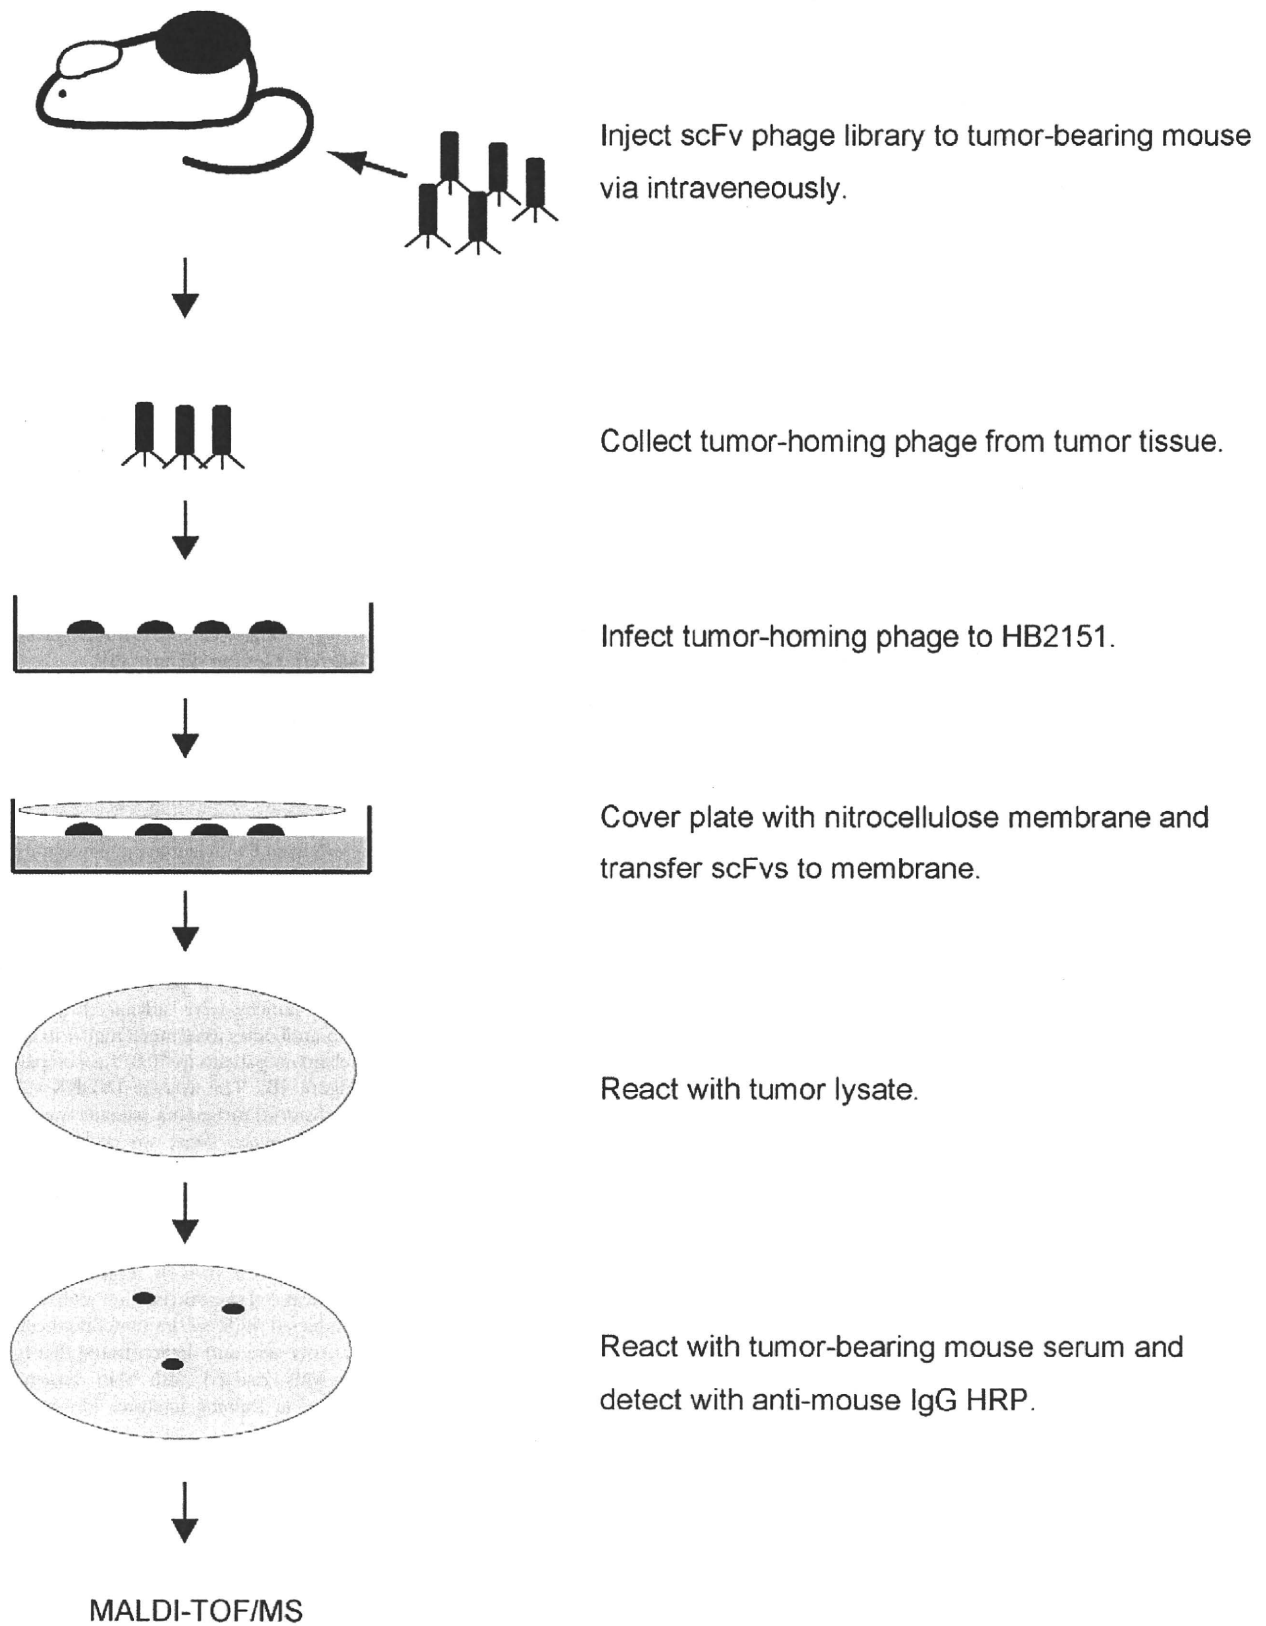 Inject scFv phage library to tumor-bearing mouse
via intraveneously.
Collect tumor-homing phage from tumor tissue.
Infect tumor-homing phage to HB2151.
Cover plate with nitrocellulose membrane and
transfer scFvs to membrane.
React with tumor lysate.
React with tumor-bearing mouse serum and
detect with anti-mouse IgG HRP.
MALDI-TOF/MS